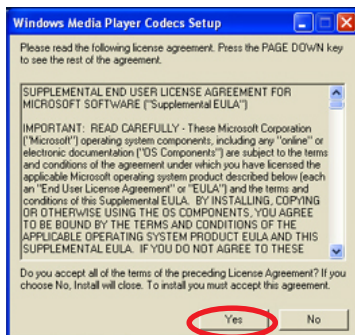 Windows Media Player Codecs Setup
Please read the following license agreement. Press the PAGE DOWN key
to see the rest of the agreement.
SUPPLEMENTAL END USER LICENSE AGREEMENT FOR
MICROSOFT SOFTWARE ("Supplemental EULA")
IMPORTANT: READ CAREFULLY - These Microsoft Corporation
("Microsoft") operating system components, including any "online" or
electronic documentation ("OS Components") are subject to the terms
and conditions of the agreement under which you have licensed the
applicable Microsoft operating system product described below (each
an "End User License Agreement" or "EULA") and the terms and
conditions of this Supplemental EULA. BY INSTALLING, COPYING
OR OTHERWISE USING THE OS COMPONENTS, YOU AGREE
TO BE BOUND BY THE TERMS AND CONDITIONS OF THE
APPLICABLE OPERATING SYSTEM PRODUCT EULA AND THIS
SUPPLEMENTAL EULA. IF YOU DO NOT AGREE TO THESE
Do you accept all of the terms of the preceding License Agreement? If you
choose No, Install will close. To install you must accept this agreement.
Yes No